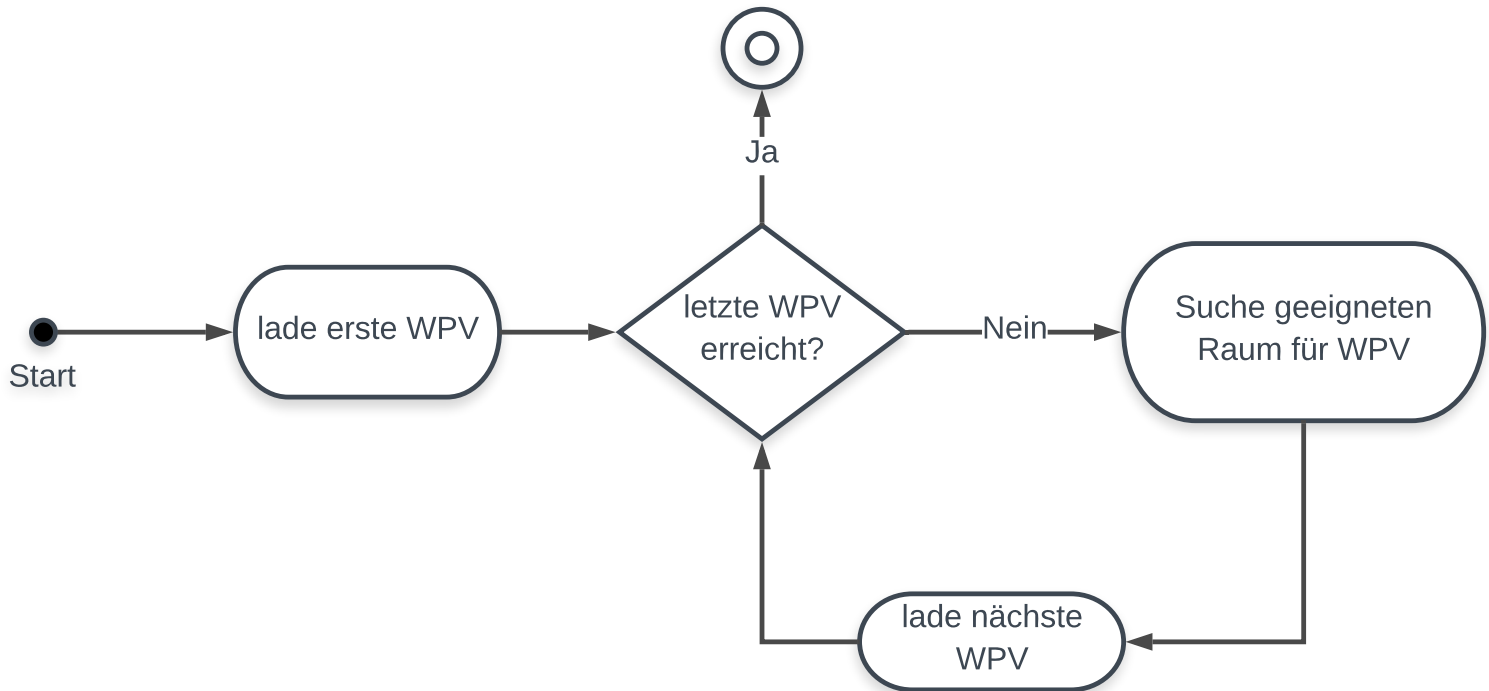 Ja
letzte WPV
erreicht?
lade erste WPV
Start
Nein
Suche geeigneten
Raum für WPV
lade nächste
WPV